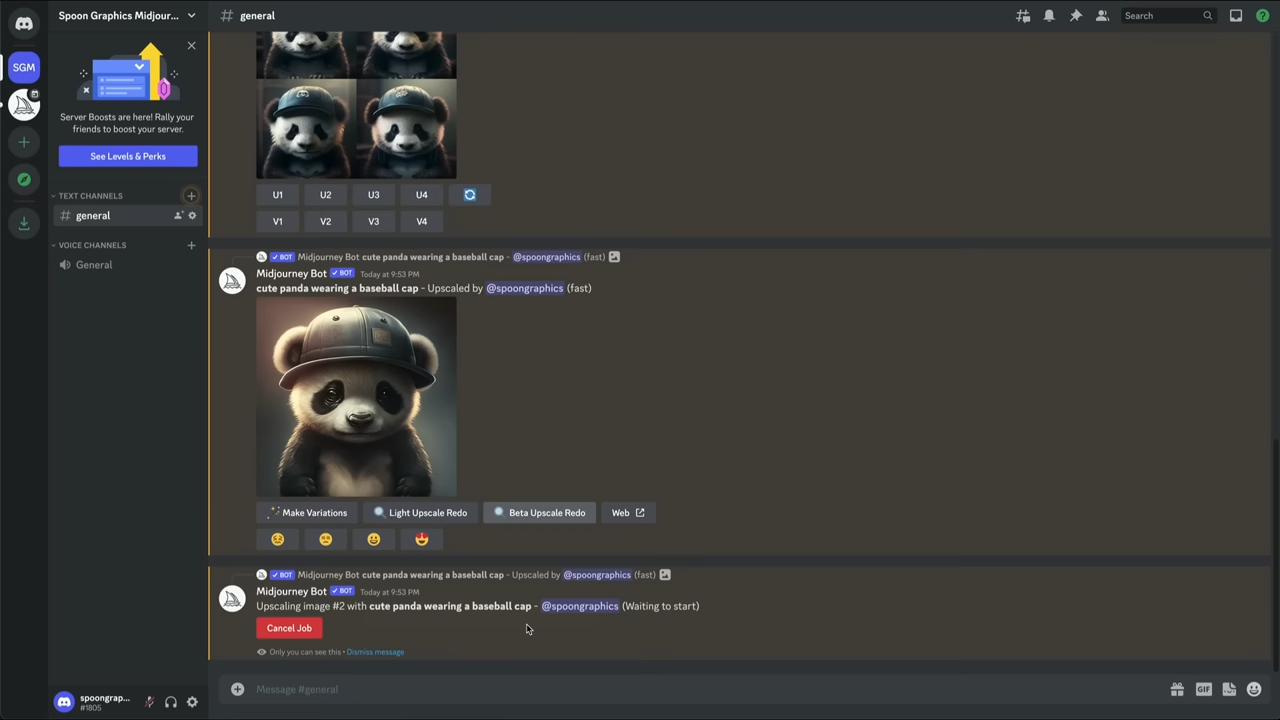 Spoon Graphics Midjour...
general
Search
SGM
Server Boosts are here! Rally your
friends to boost your server.
See Levels & Perks
TEXT CHANNELS
general
VOICE CHANNELS
General
U1 U2 U3 U4
V1 V2 V3 V4
BOT Midjourney Bot cute panda wearing a baseball cap - @spoongraphics (fast)
Midjourney Bot BOT Today at 9:53 PM
cute panda wearing a baseball cap - Upscaled by @spoongraphics (fast)
Make Variations Light Upscale Redo Beta Upscale Redo Web
BOT Midjourney Bot cute panda wearing a baseball cap - Upscaled by @spoongraphics (fast)
Midjourney Bot BOT Today at 9:53 PM
Upscaling image #2 with cute panda wearing a baseball cap - @spoongraphics (Waiting to start)
Cancel Job
Only you can see this • Dismiss message
spoongrap...
#1805
Message #general
GIF